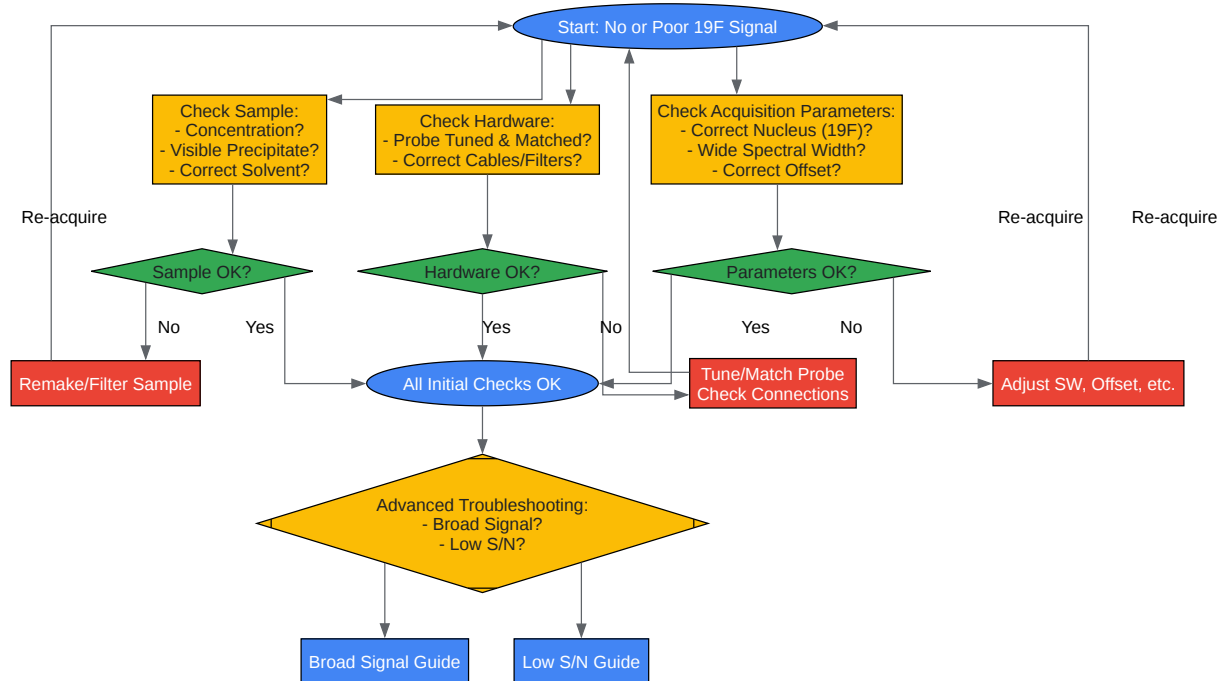 Start: No or Poor 19F Signal
Check Sample:
- Concentration?
- Visible Precipitate?
- Correct Solvent?
Check Hardware:
- Probe Tuned & Matched?
- Correct Cables/Filters?
Check Acquisition Parameters:
- Correct Nucleus (19F)?
- Wide Spectral Width?
- Correct Offset?
Re-acquire
Re-acquire
Re-acquire
Sample OK?
Hardware OK?
Parameters OK?
No
Yes
Yes
No
Yes
No
Remake/Filter Sample
All Initial Checks OK
Tune/Match Probe
Check Connections
Adjust SW, Offset, etc.
Advanced Troubleshooting:
- Broad Signal?
- Low S/N?
Broad Signal Guide
Low S/N Guide